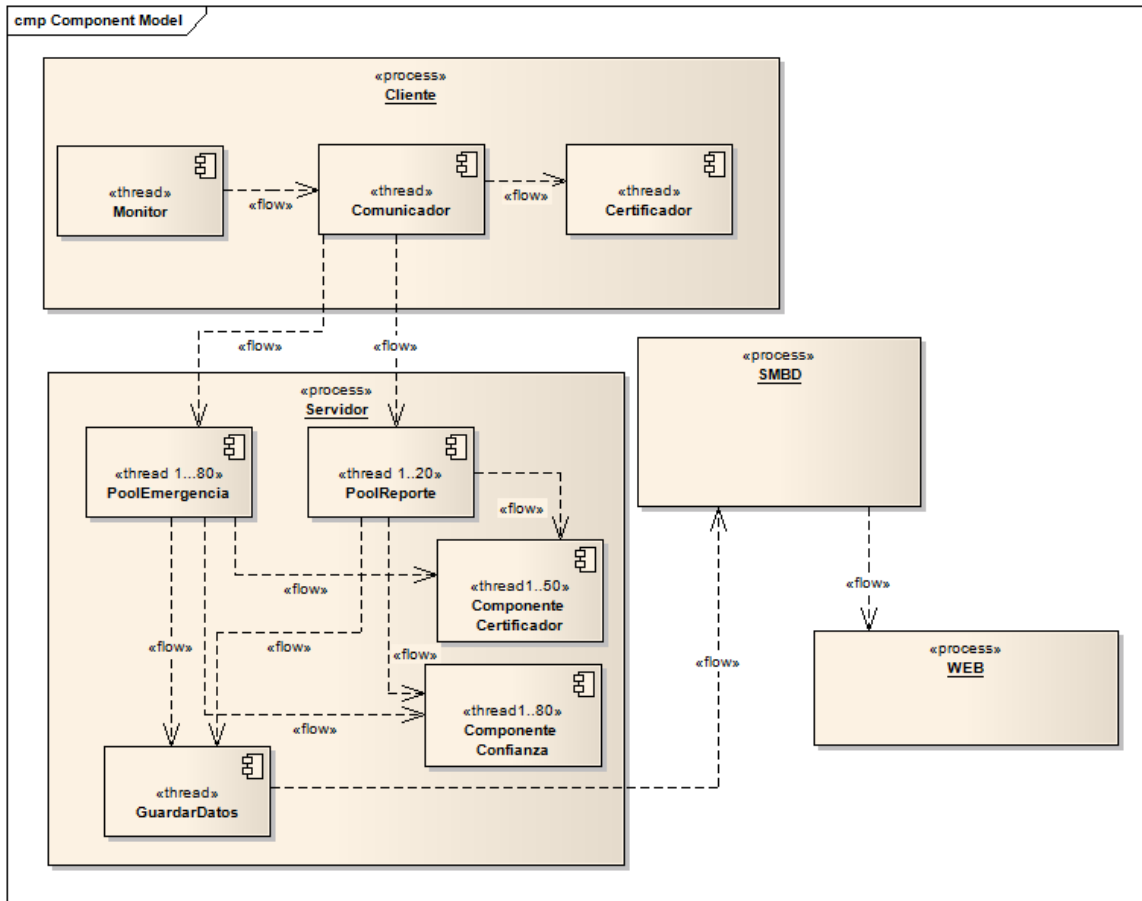 cmp Component Model
«process»
Cliente
«thread»
Monitor
«flow»
«thread»
Comunicador
«flow»
«thread»
Certificador
«flow»
«flow»
«process»
Servidor
«thread 1...80»
PoolEmergencia
«thread 1..20»
PoolReporte
«flow»
«flow»
«thread1..50»
Componente
Certificador
«flow»
«flow»
«flow»
«thread1..80»
Componente
Confianza
«flow»
«thread»
GuardarDatos
«flow»
«process»
SMBD
«flow»
«process»
WEB